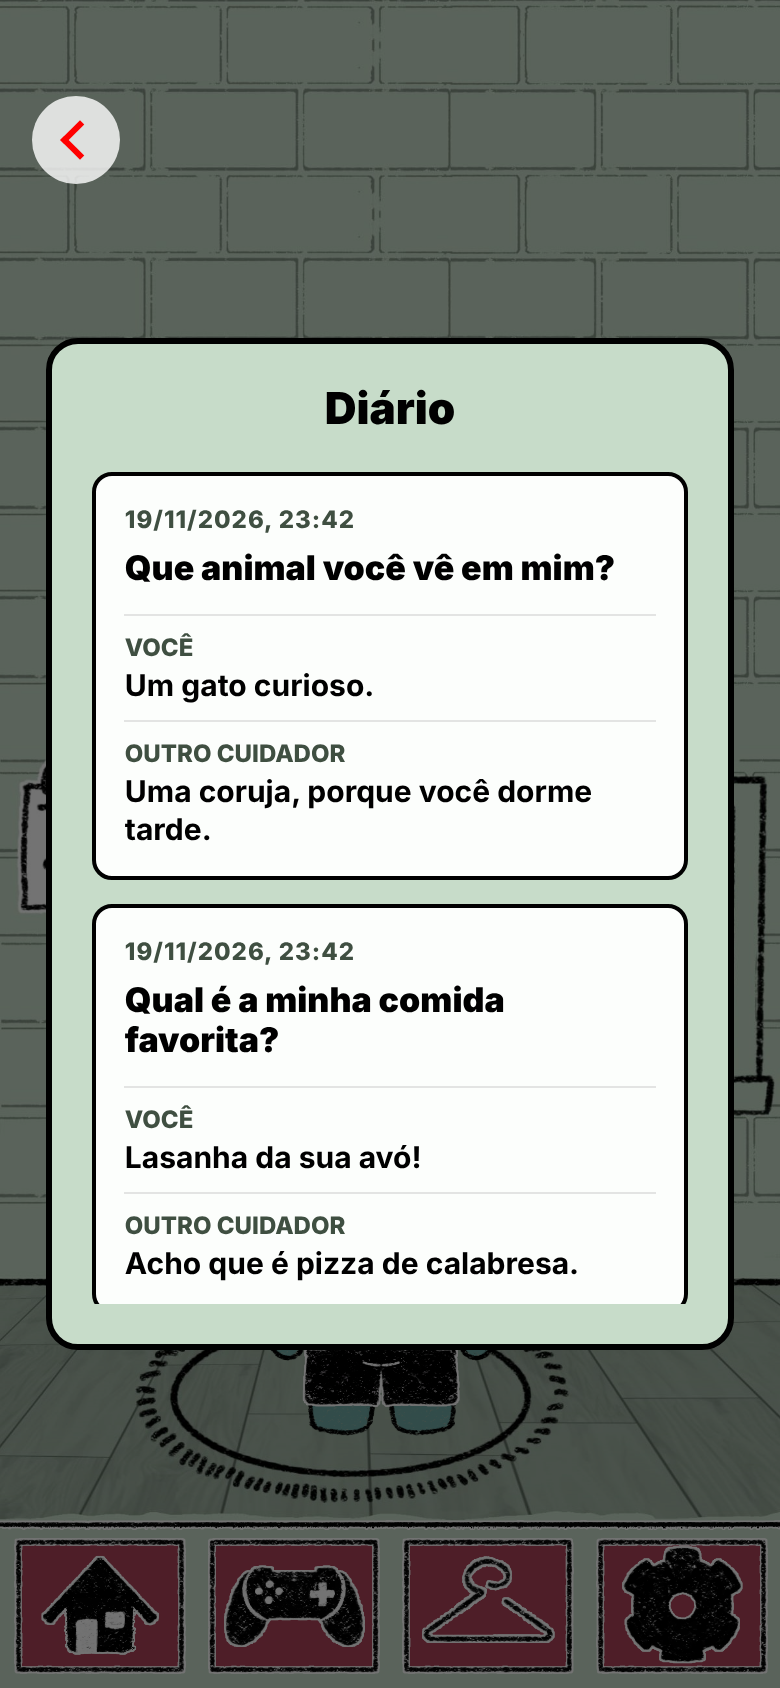 Diário
19/11/2026, 23:42
Que animal você vê em mim?
VOCÊ
Um gato curioso.
OUTRO CUIDADOR
Uma coruja, porque você dorme
tarde.
19/11/2026, 23:42
Qual é a minha comida
favorita?
VOCÊ
Lasanha da sua avó!
OUTRO CUIDADOR
Acho que é pizza de calabresa.